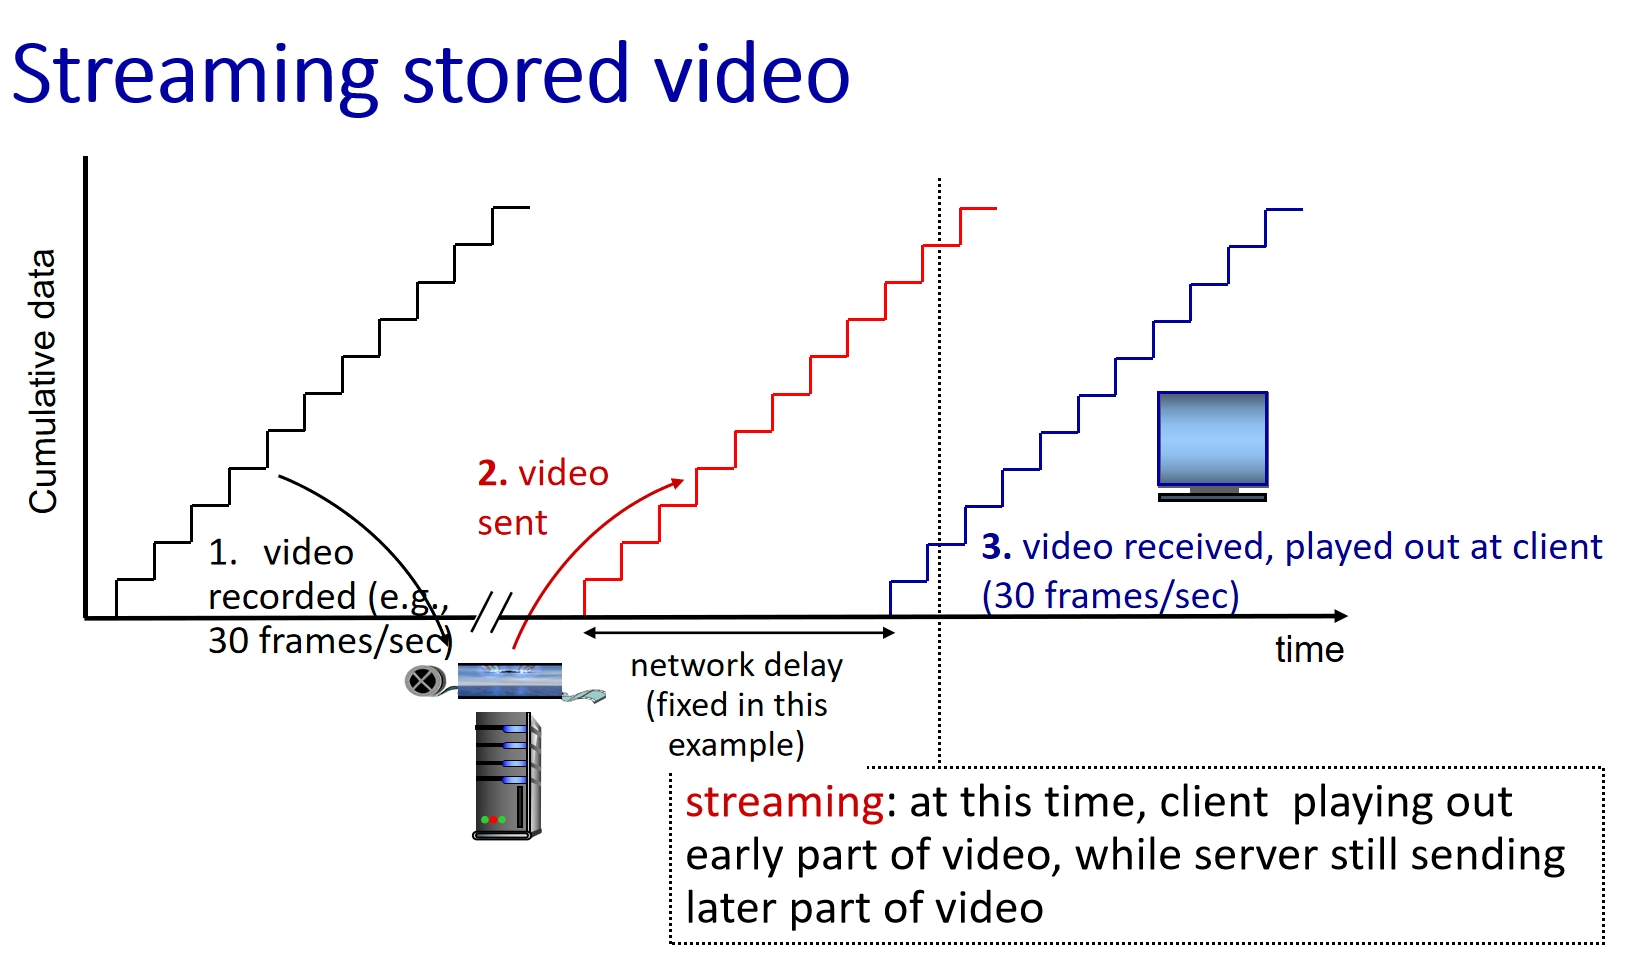 Streaming stored video
Cumulative data
1. video
recorded (e.g.,
30 frames/sec)
2. video
sent
3. video received, played out at client
(30 frames/sec)
time
network delay
(fixed in this
example)
streaming: at this time, client playing out
early part of video, while server still sending
later part of video